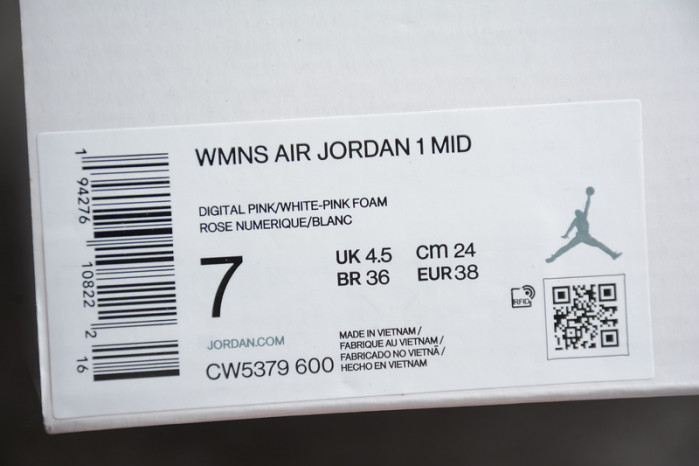 WMNS AIR JORDAN 1 MID
DIGITAL PINK/WHITE-PINK FOAM
ROSE NUMERIQUE/BLANC
7
UK 4.5 cm 24
BR 36 EUR 38
JORDAN.COM
CW5379 600
MADE IN VIETNAM /
FABRIQUE AU VIETNAM /
FABRICADO NO VIETNÃ /
HECHO EN VIETNAM
RFID
1 94276 10822 2 16